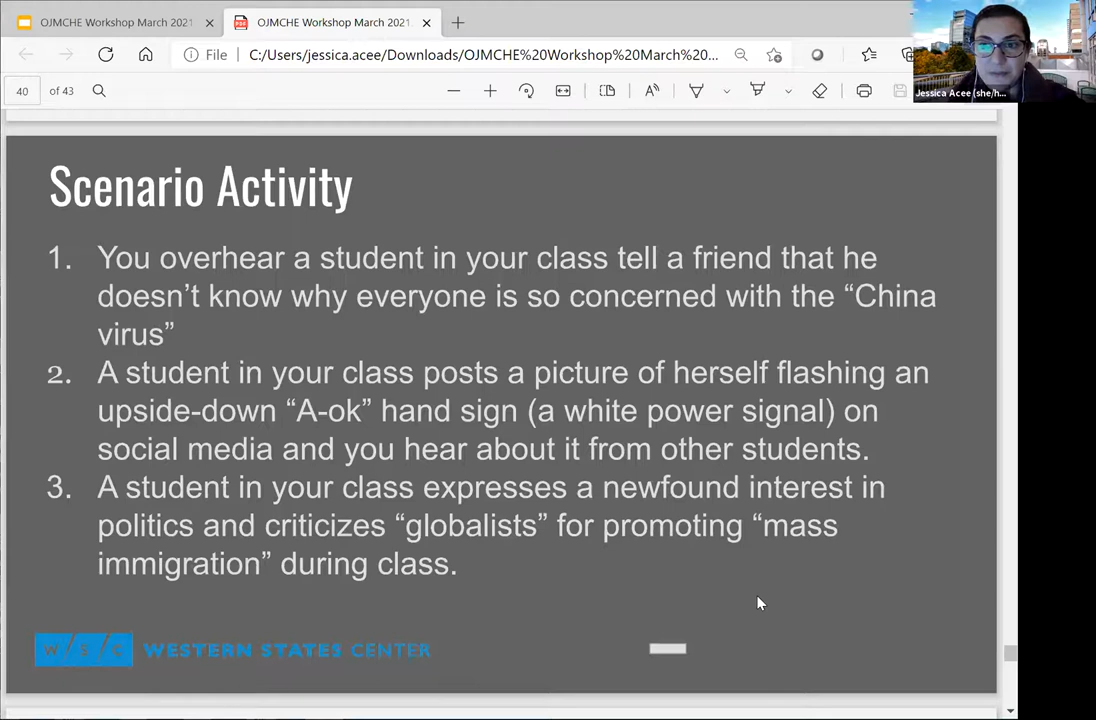 OJMCHE Workshop March 2021
OJMCHE Workshop March 2021
File
C:/Users/jessica.acee/Downloads/OJMCHE%20Workshop%20March%20...
40 of 43
Jessica Acee (she/h...
Scenario Activity
1. You overhear a student in your class tell a friend that he
doesn’t know why everyone is so concerned with the “China
virus”
2. A student in your class posts a picture of herself flashing an
upside-down “A-ok” hand sign (a white power signal) on
social media and you hear about it from other students.
3. A student in your class expresses a newfound interest in
politics and criticizes “globalists” for promoting “mass
immigration” during class.
W/S/C WESTERN STATES CENTER